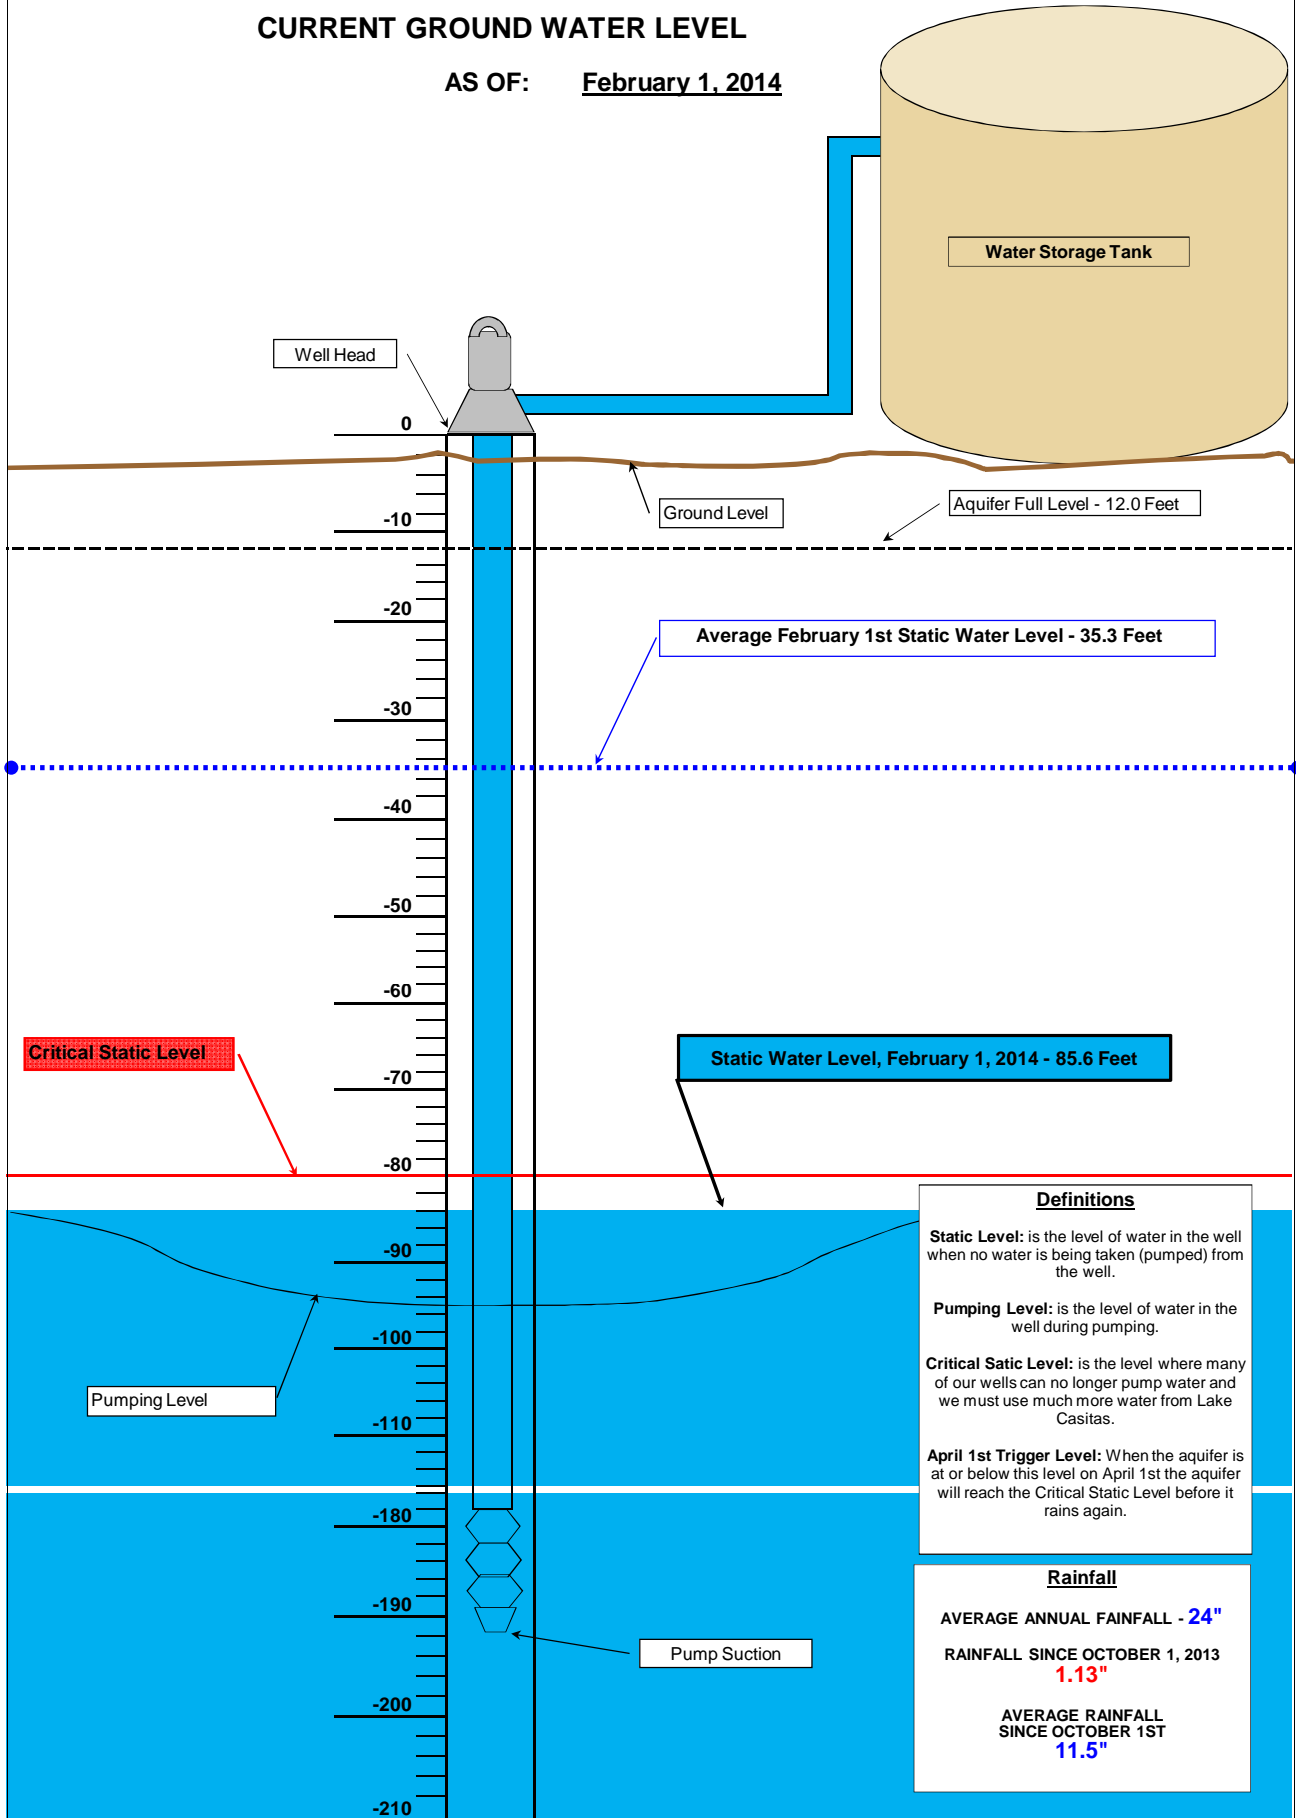 CURRENT GROUND WATER LEVEL
AS OF: February 1, 2014
Water Storage Tank
Well Head
0
Ground Level
Aquifer Full Level - 12.0 Feet
-10
-20
Average February 1st Static Water Level - 35.3 Feet
-30
-40
-50
-60
Critical Static Level
Static Water Level, February 1, 2014 - 85.6 Feet
-70
-80
-90
-100
Pumping Level
-110
-180
-190
Pump Suction
-200
-210
Definitions
Static Level: is the level of water in the well
when no water is being taken (pumped) from
the well.
Pumping Level: is the level of water in the
well during pumping.
Critical Satic Level: is the level where many
of our wells can no longer pump water and
we must use much more water from Lake
Casitas.
April 1st Trigger Level: When the aquifer is
at or below this level on April 1st the aquifer
will reach the Critical Static Level before it
rains again.
Rainfall
AVERAGE ANNUAL FAINFALL - 24"
RAINFALL SINCE OCTOBER 1, 2013
1.13"
AVERAGE RAINFALL
SINCE OCTOBER 1ST
11.5"